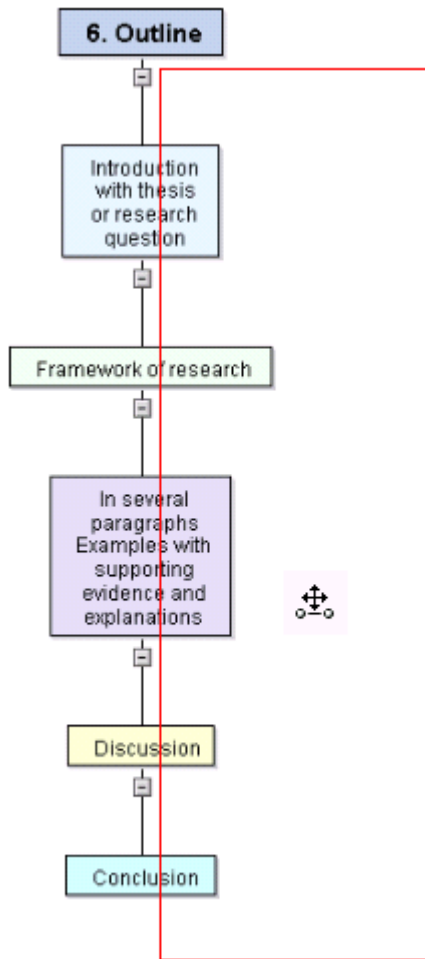 6. Outline
Introduction
with thesis
or research
question
Framework of research
In several
paragraphs
Examples with
supporting
evidence and
explanations
Discussion
Conclusion